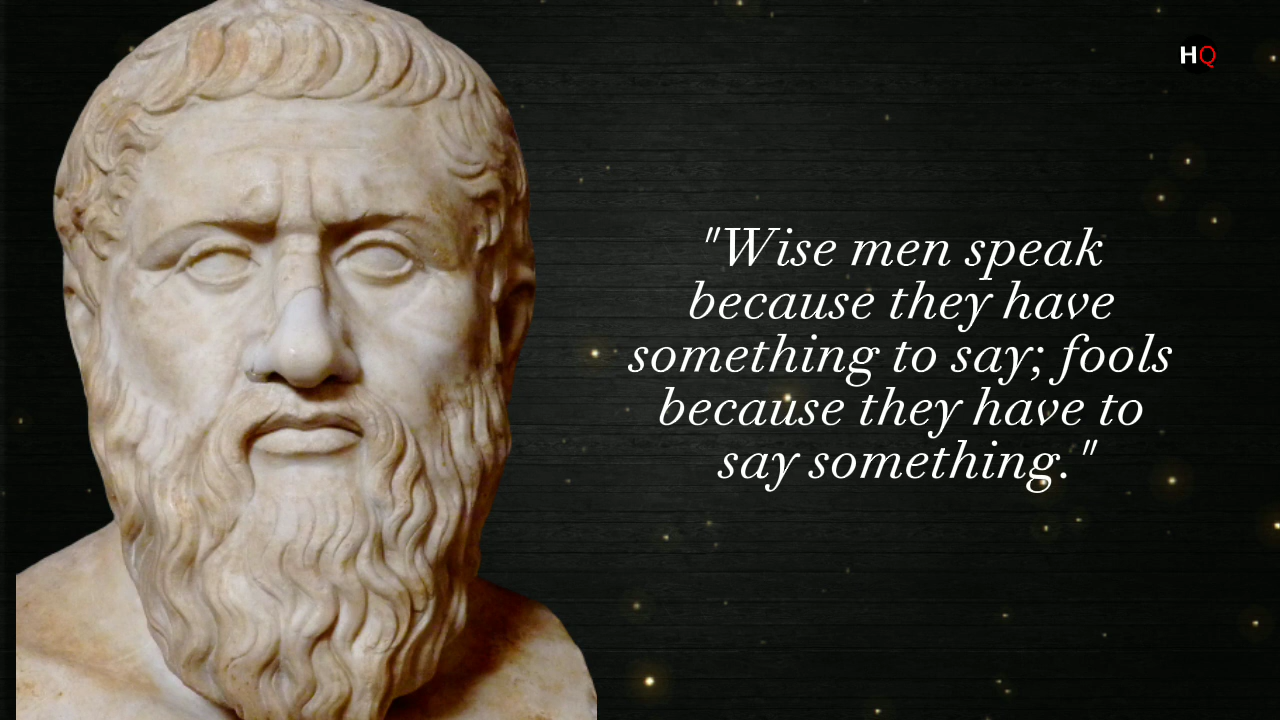 HQ
"Wise men speak
because they have
something to say; fools
because they have to
say something."